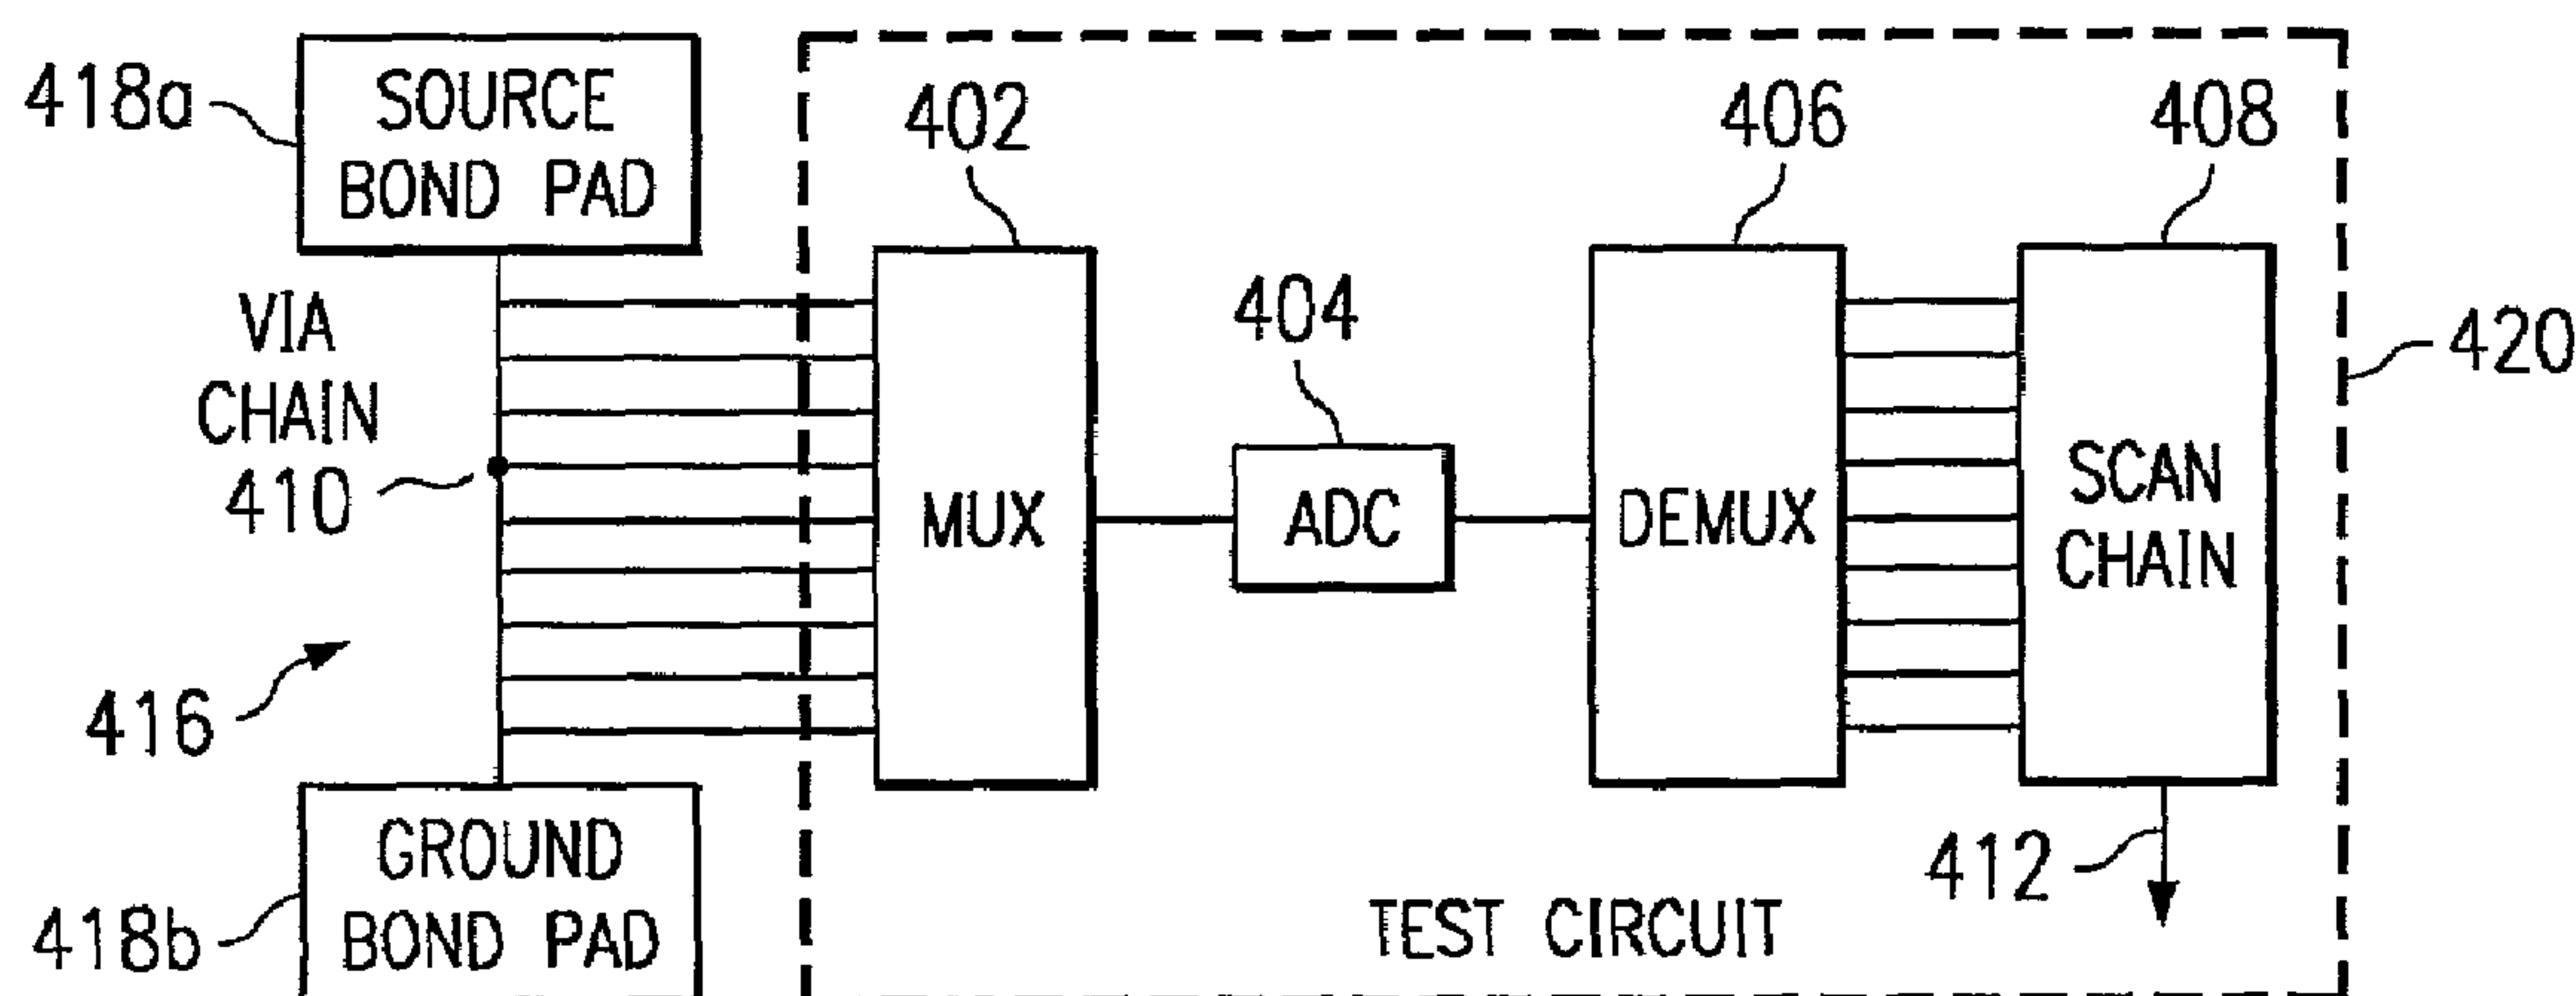 418a
SOURCE
BOND PAD
402
406
408
VIA
CHAIN
410
404
420
MUX
ADC
DEMUX
SCAN
CHAIN
416
412
GROUND
BOND PAD
418b
TEST CIRCUIT